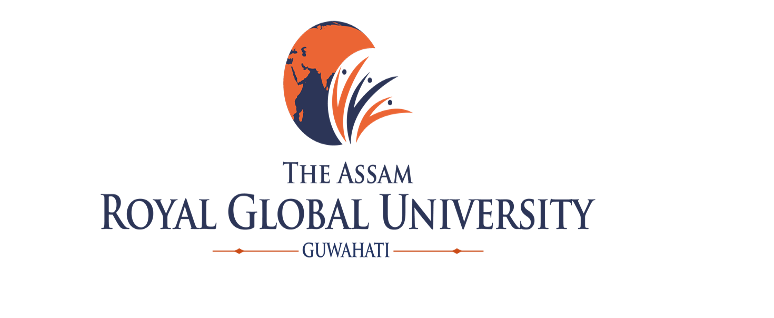 THE ASSAM
ROYAL GLOBAL UNIVERSITY
GUWAHATI